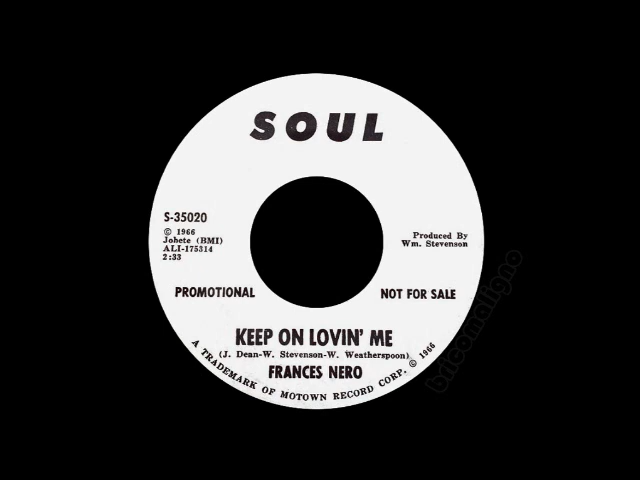 SOUL
S-35020
© 1966
Jobete (BMI)
ALI-175314
2:33
Produced By
Wm. Stevenson
PROMOTIONAL
NOT FOR SALE
KEEP ON LOVIN' ME
(J. Dean-W. Stevenson-W. Weatherspoon)
FRANCES NERO
A TRADEMARK OF MOTOWN RECORD CORP. © 1966
bricomaligno